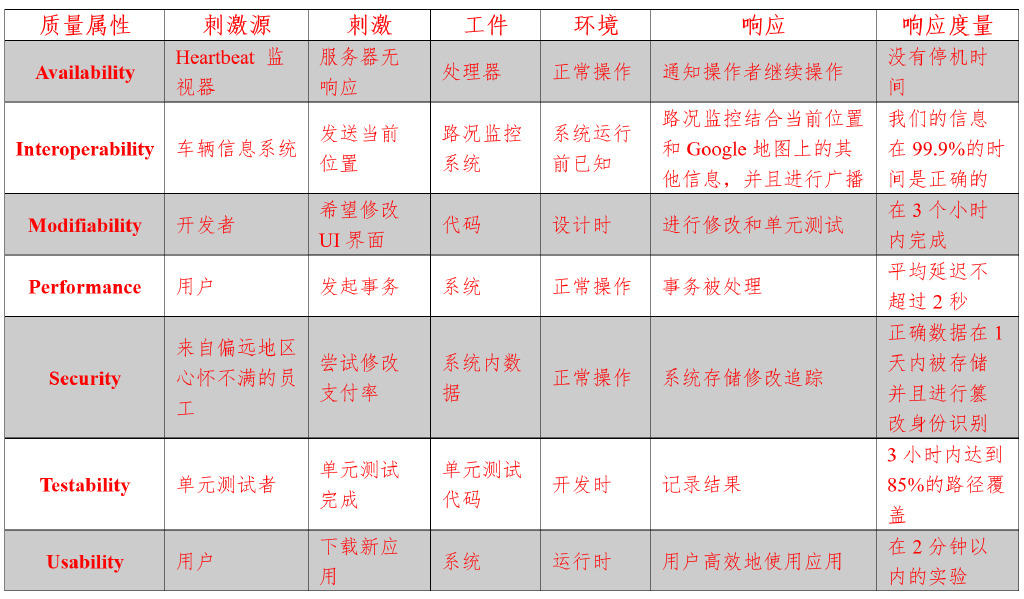 质量属性 刺激源 刺激 工件 环境 响应 响应度量
Availability
Heartbeat 监
视器
服务器无
响应
处理器
正常操作
通知操作者继续操作
没有停机时
间
Interoperability
车辆信息系统
发送当前
位置
路况监控
系统
系统运行
前已知
路况监控结合当前位置
和 Google 地图上的其
他信息，并且进行广播
我们的信息
在 99.9%的时
间是正确的
Modifiability
开发者
希望修改
UI 界面
代码
设计时
进行修改和单元测试
在 3 个小时
内完成
Performance
用户
发起事务
系统
正常操作
事务被处理
平均延迟不
超过 2 秒
Security
来自偏远地区
心怀不满的员
工
尝试修改
支付率
系统内数
据
正常操作
系统存储修改追踪
正确数据在 1
天内被存储
并且进行篡
改身份识别
Testability
单元测试者
单元测试
完成
单元测试
代码
开发时
记录结果
3 小时内达到
85%的路径覆
盖
Usability
用户
下载新应
用
系统
运行时
用户高效地使用应用
在 2 分钟以
内的实验